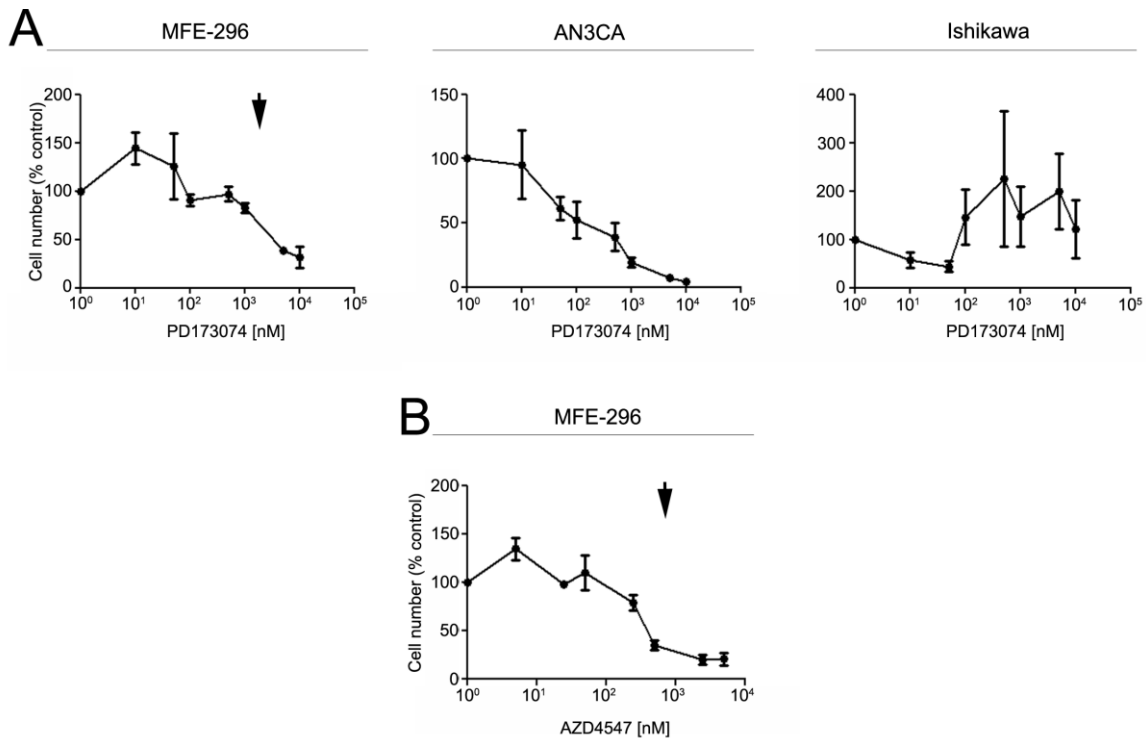 A
MFE-296
AN3CA
Ishikawa
Cell number (% control)
200
150
100
50
0
10⁰ 10¹ 10² 10³ 10⁴ 10⁵
PD173074 [nM]
150
100
50
0
10⁰ 10¹ 10² 10³ 10⁴ 10⁵
PD173074 [nM]
400
300
200
100
0
10⁰ 10¹ 10² 10³ 10⁴ 10⁵
PD173074 [nM]
B
MFE-296
Cell number (% control)
200
150
100
50
0
10⁰ 10¹ 10² 10³ 10⁴
AZD4547 [nM]